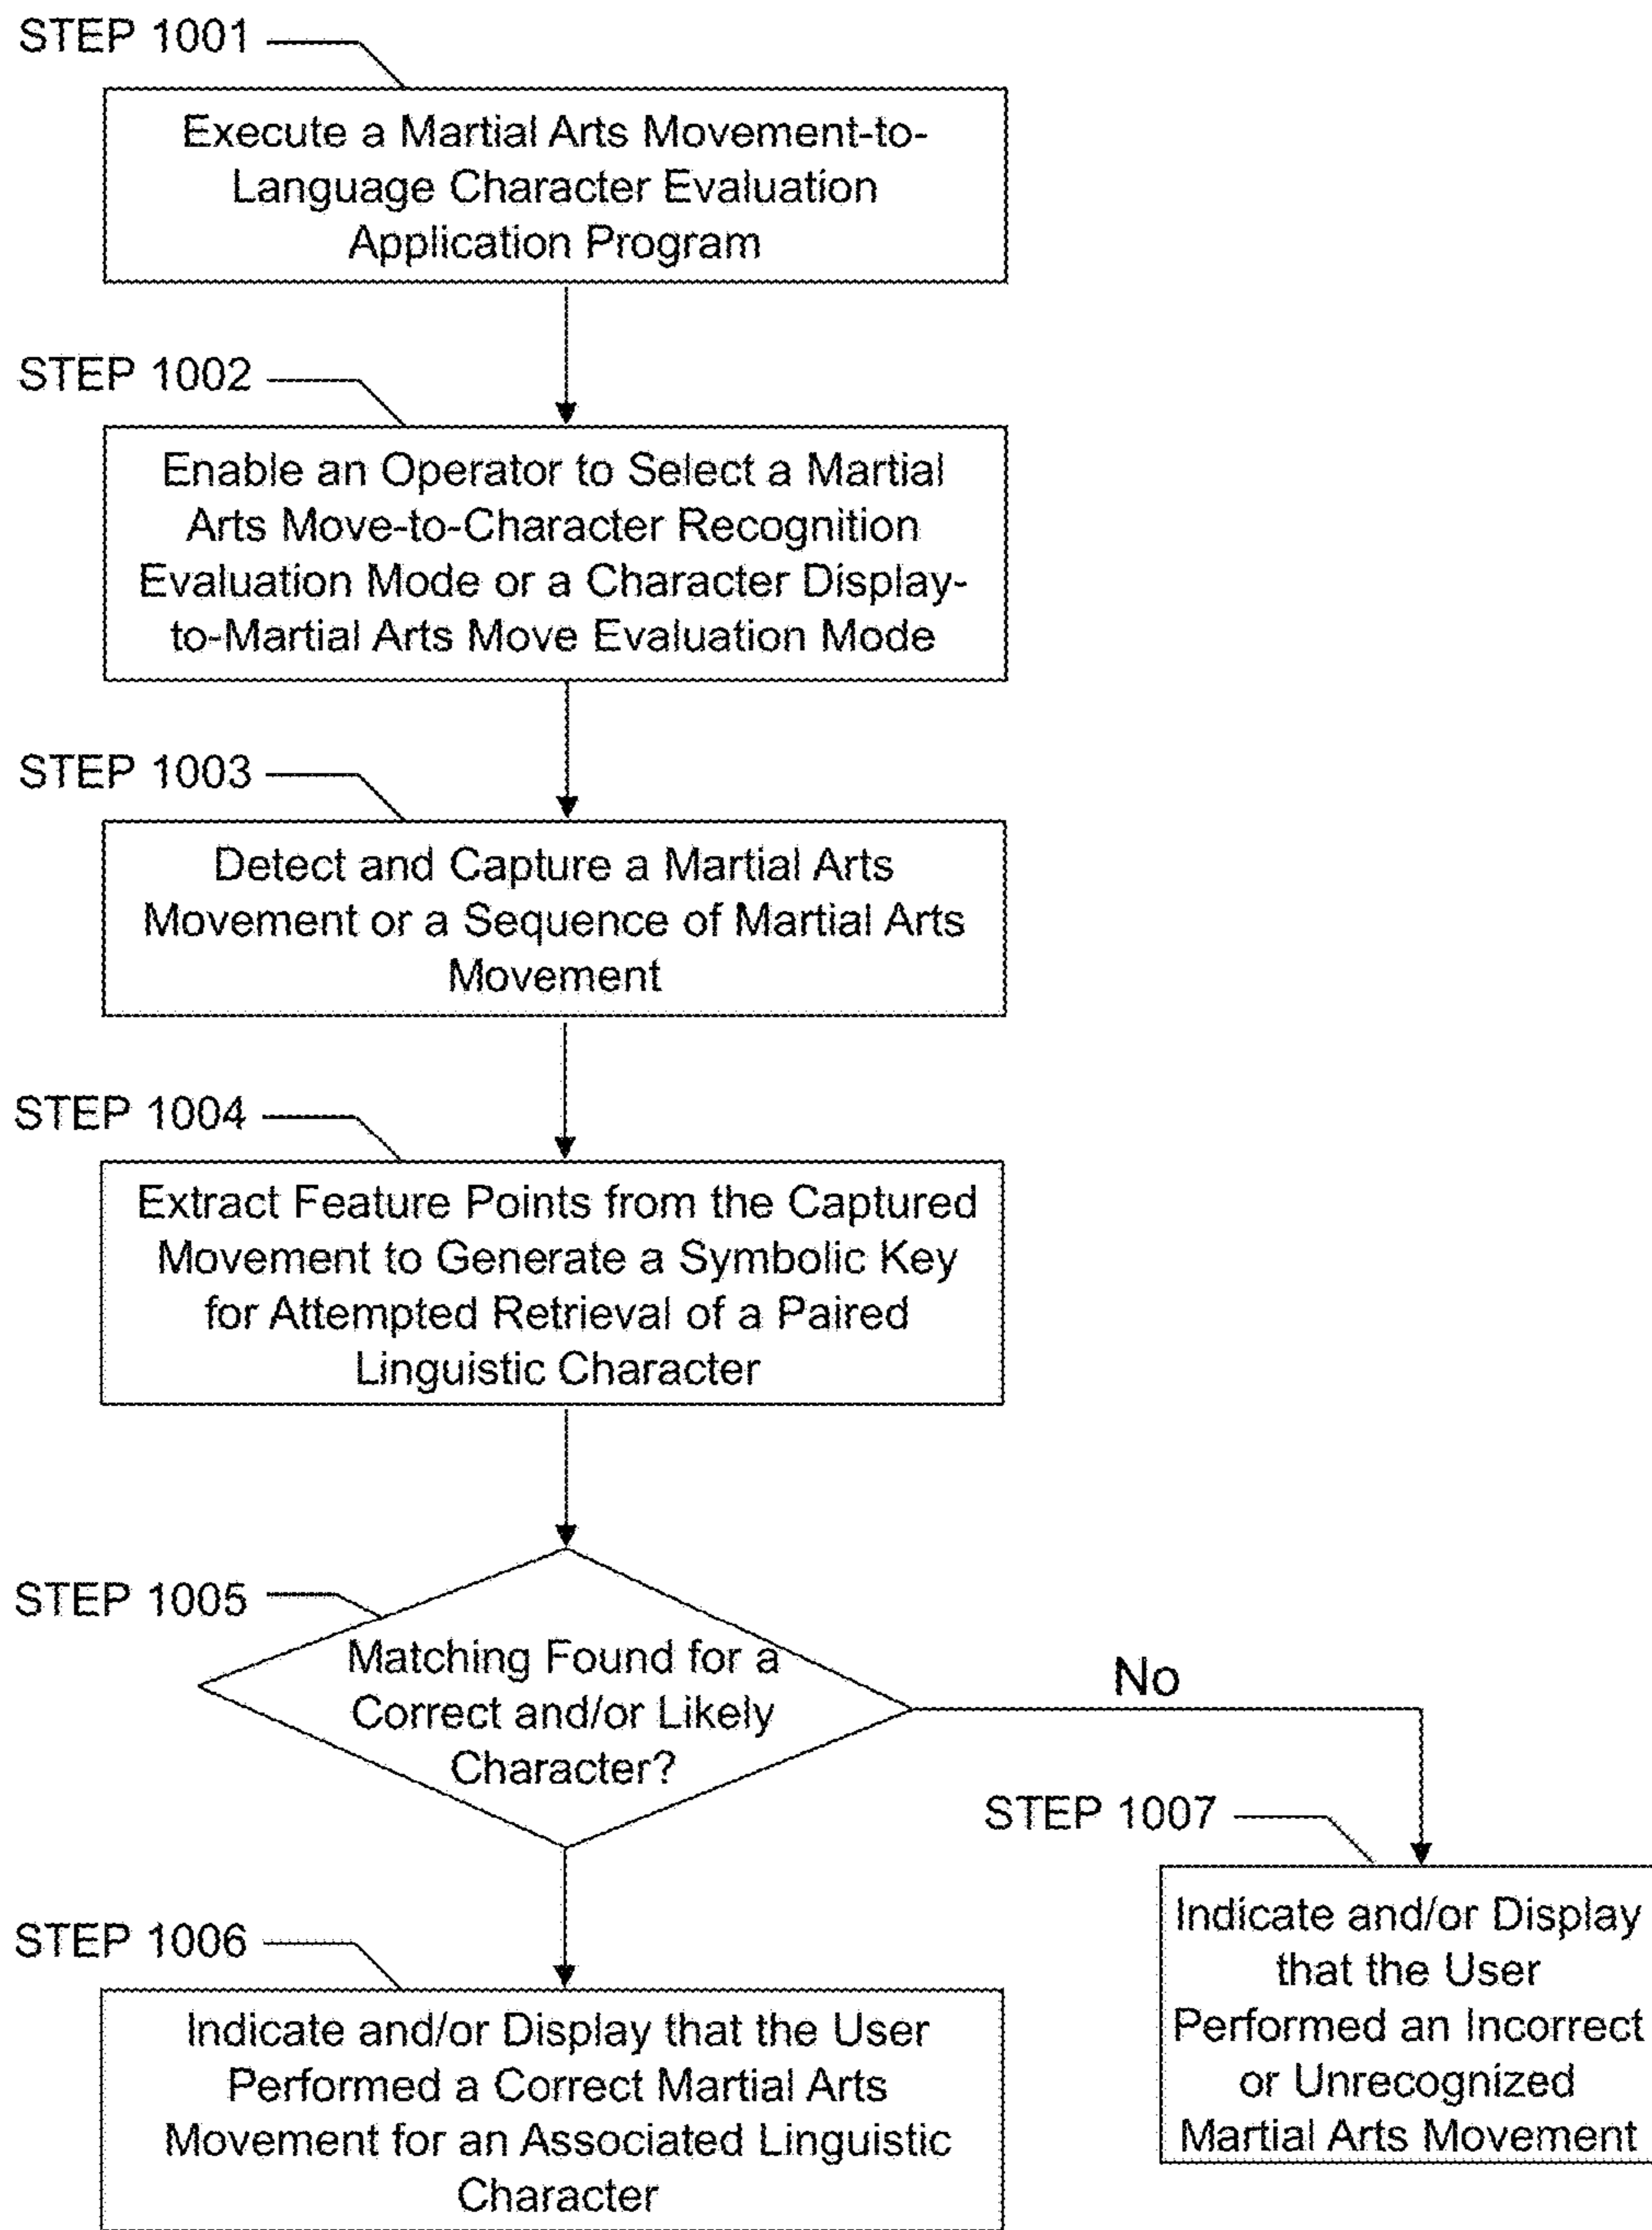 STEP 1001
Execute a Martial Arts Movement-to-
Language Character Evaluation
Application Program
STEP 1002
Enable an Operator to Select a Martial
Arts Move-to-Character Recognition
Evaluation Mode or a Character Display-
to-Martial Arts Move Evaluation Mode
STEP 1003
Detect and Capture a Martial Arts
Movement or a Sequence of Martial Arts
Movement
STEP 1004
Extract Feature Points from the Captured
Movement to Generate a Symbolic Key
for Attempted Retrieval of a Paired
Linguistic Character
STEP 1005
Matching Found for a
Correct and/or Likely
Character?
No
STEP 1006
Indicate and/or Display that the User
Performed a Correct Martial Arts
Movement for an Associated Linguistic
Character
STEP 1007
Indicate and/or Display
that the User
Performed an Incorrect
or Unrecognized
Martial Arts Movement